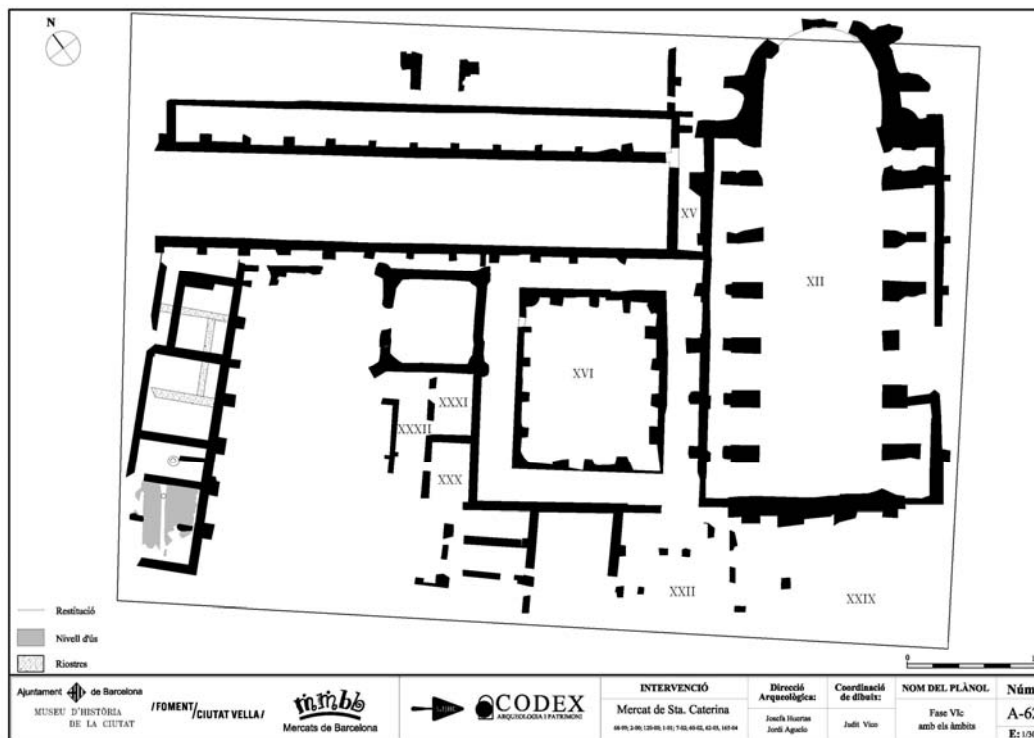 N
XV
XII
XVI
XXXI
XXXII
XXX
XXII
XXIX
Restitució
Nivell d'ús
Riostres
0
Ajuntament de Barcelona
MUSEU D'HISTÒRIA
DE LA CIUTAT
/FOMENT/CIUTAT VELLA/
mmbb
Mercats de Barcelona
CODEX
ARQUEOLOGIA I PATRIMONI
INTERVENCIÓ
Mercat de Sta. Caterina
Direcció
Arqueològica:
Josefa Huertas
Jordi Aguelo
Coordinació
de dibuix:
Judit Vico
NOM DEL PLÀNOL
Fase VIc
amb els àmbits